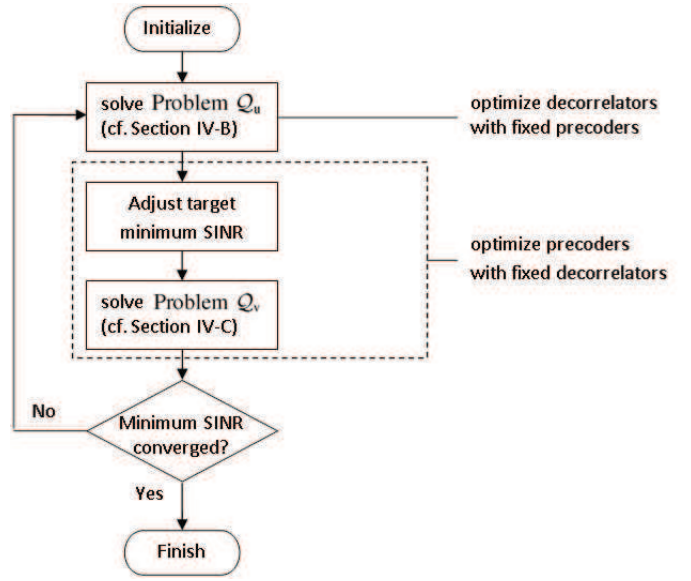 Initialize
solve Problem Qᵤ
(cf. Section IV-B)
optimize decorrelators
with fixed precoders
Adjust target
minimum SINR
optimize precoders
with fixed decorrelators
solve Problem Qᵥ
(cf. Section IV-C)
No
Minimum SINR
converged?
Yes
Finish